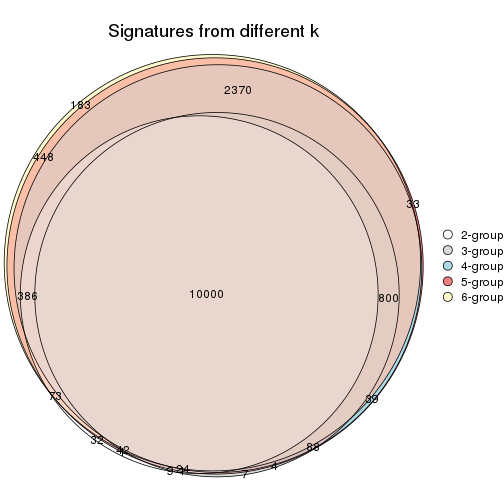 Signatures from different k
2370
183
448
33
2-group
3-group
4-group
5-group
6-group
10000
386
800
73
39
32
42
88
9
24
4
7